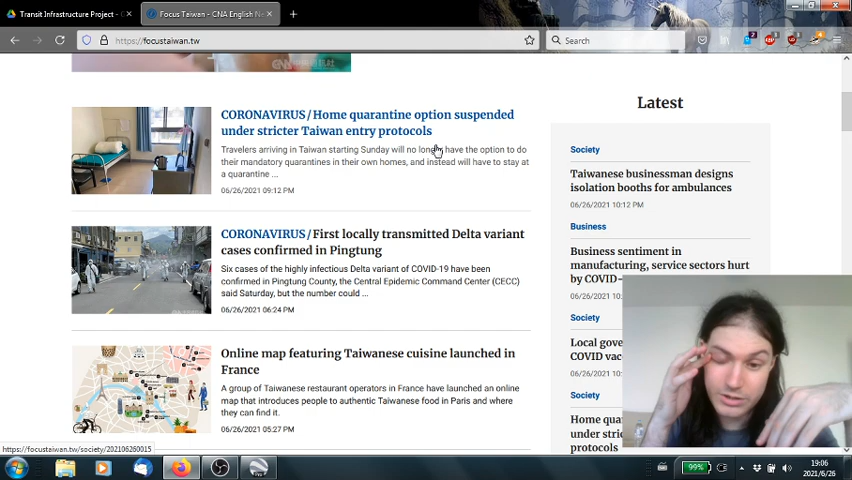 Transit Infrastructure Project -
Focus Taiwan - CNA English Ne
https://focustaiwan.tw
Search
CORONAVIRUS/Home quarantine option suspended
under stricter Taiwan entry protocols
Travelers arriving in Taiwan starting Sunday will no longer have the option to do
their mandatory quarantines in their own homes, and instead will have to stay at
a quarantine ...
06/26/2021 09:12 PM
CORONAVIRUS/First locally transmitted Delta variant
cases confirmed in Pingtung
Six cases of the highly infectious Delta variant of COVID-19 have been
confirmed in Pingtung County, the Central Epidemic Command Center (CECC)
said Saturday, but the number could ...
06/26/2021 06:24 PM
Online map featuring Taiwanese cuisine launched in
France
A group of Taiwanese restaurant operators in France have launched an online
map that introduces people to authentic Taiwanese food in Paris and where
they can find it.
06/26/2021 05:27 PM
Latest
Society
Taiwanese businessman designs
isolation booths for ambulances
06/26/2021 10:12 PM
Business
Business sentiment in
manufacturing, service sectors hurt
by COVID-
06/26/2021 10
Society
Local gove
COVID vac
06/26/2021 10
Society
Home qua
under stri
protocols
https://focustaiwan.tw/society/202106260015
99%
19:06
2021/6/26